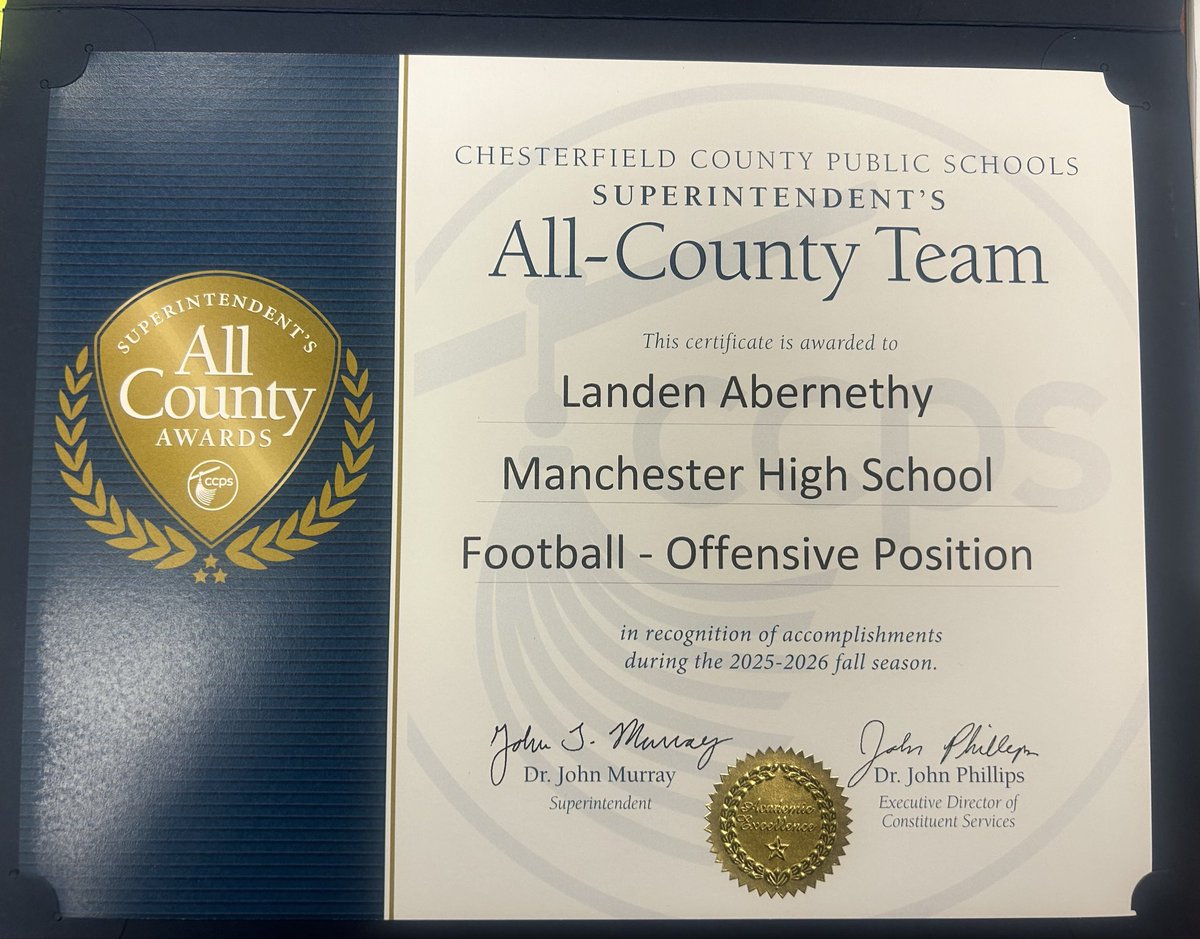 SUPERINTENDENT'S
All
County
AWARDS
ccps
CHESTERFIELD COUNTY PUBLIC SCHOOLS
SUPERINTENDENT'S
All-County Team
This certificate is awarded to
Landen Abernethy
ccps
Manchester High School
Football - Offensive Position
in recognition of accomplishments
during the 2025-2026 fall season.
John T. Murray
Dr. John Murray
Superintendent
Academic
Excellence
John Phillips
Dr. John Phillips
Executive Director of
Constituent Services